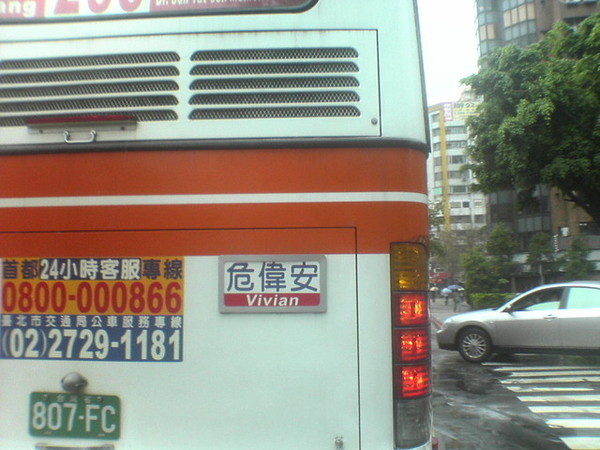 首都24小時客服專線
0800-000866
臺北市交通局公車服務專線
(02)2729-1181
危偉安
Vivian
807-FC